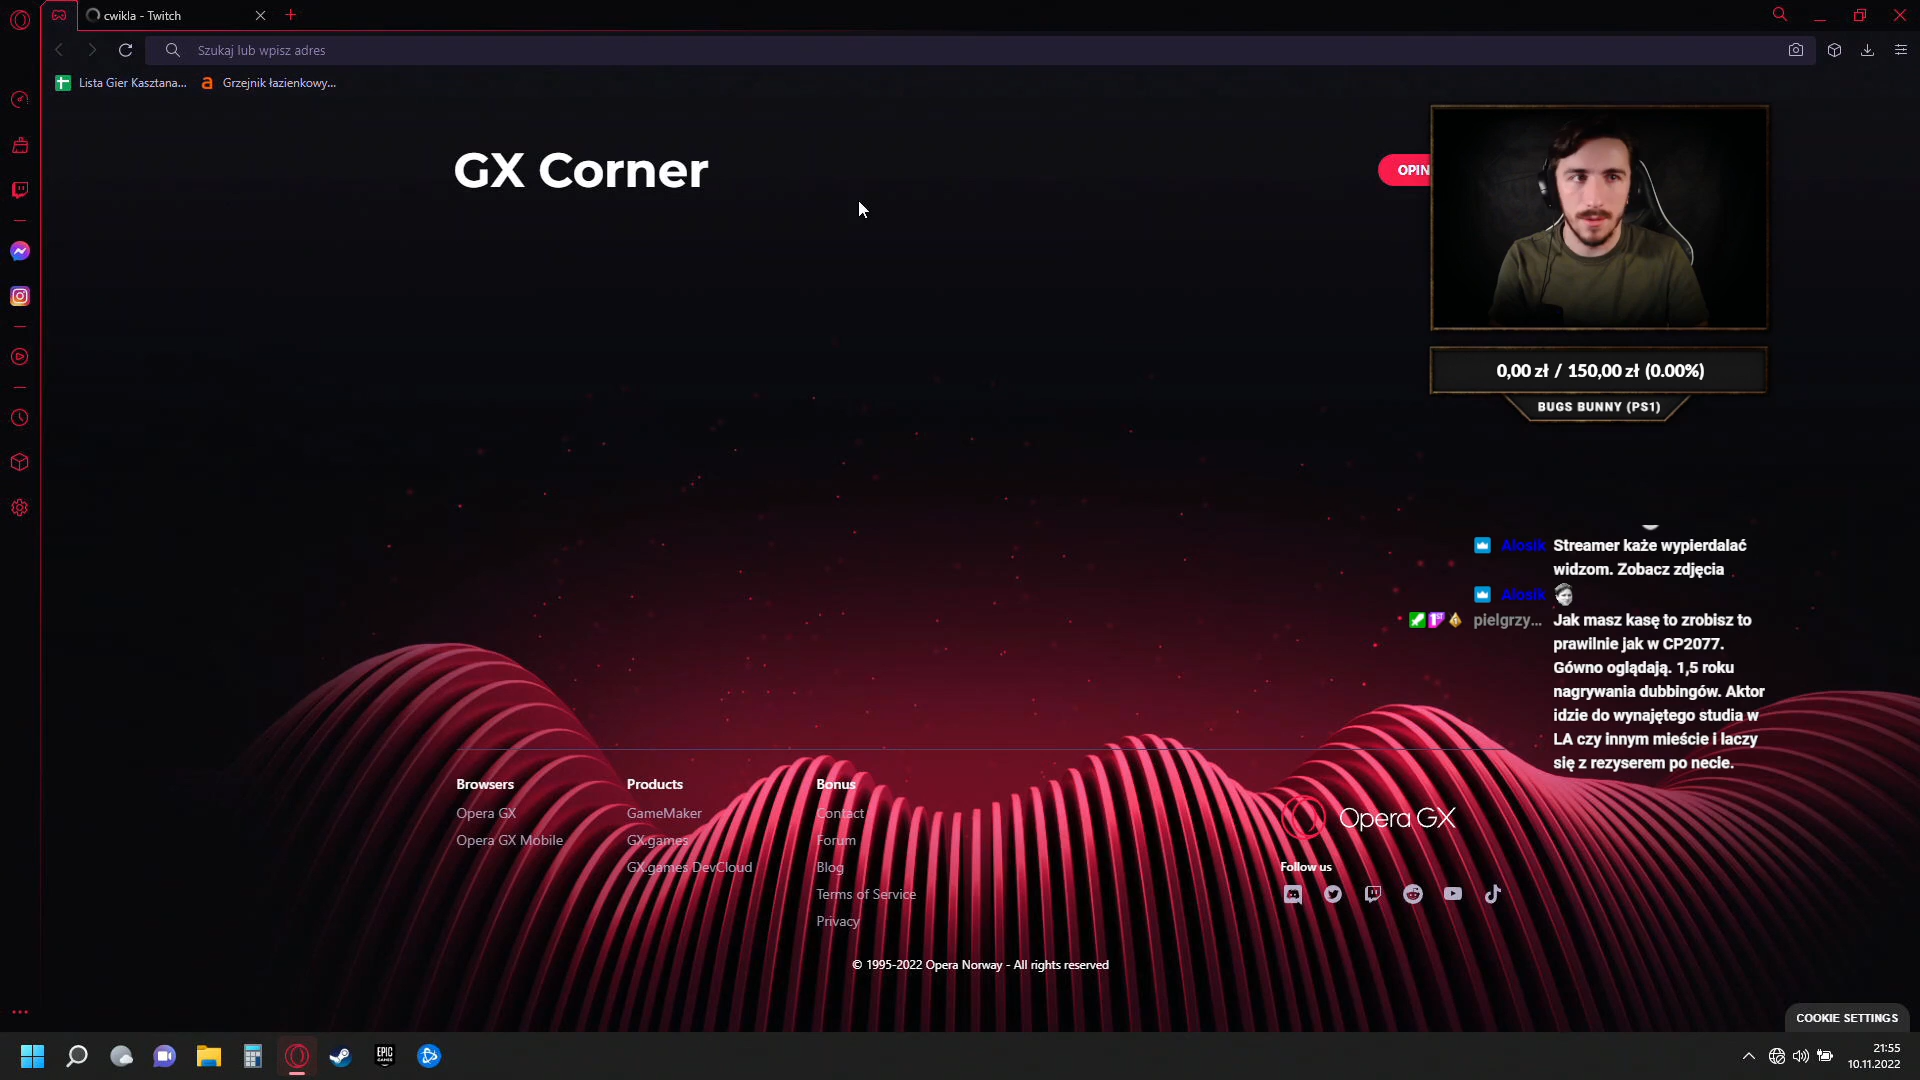 cwikla - Twitch
Szukaj lub wpisz adres
Lista Gier Kasztana...
Grzejnik łazienkowy...
GX Corner
OPIN
0,00 zł / 150,00 zł (0.00%)
BUGS BUNNY (PS1)
Alosik Streamer każe wypierdalać
widzom. Zobacz zdjęcia
Alosik
pielgrzy... Jak masz kasę to zrobisz to
prawilnie jak w CP2077.
Gówno oglądają. 1,5 roku
nagrywania dubbingów. Aktor
idzie do wynajętego studia w
LA czy innym mieście i laczy
się z rezyserem po necie.
Browsers
Opera GX
Opera GX Mobile
Products
GameMaker
GX.games
GX.games DevCloud
Bonus
Contact
Forum
Blog
Terms of Service
Privacy
Opera GX
Follow us
© 1995-2022 Opera Norway - All rights reserved
COOKIE SETTINGS
EPIC
GAMES
21:55
10.11.2022